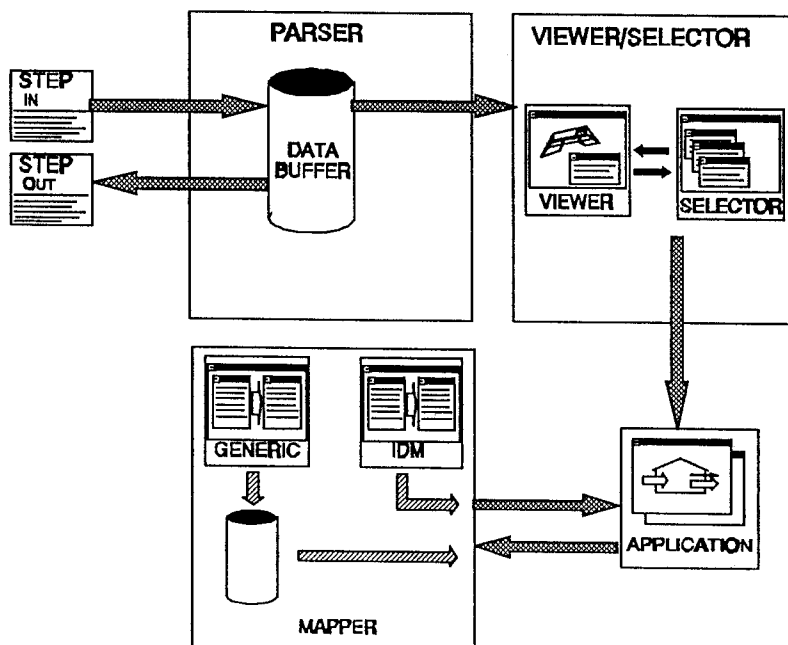 PARSER
VIEWER/SELECTOR
STEP
IN
STEP
OUT
DATA
BUFFER
VIEWER
SELECTOR
GENERIC
IDM
APPLICATION
MAPPER